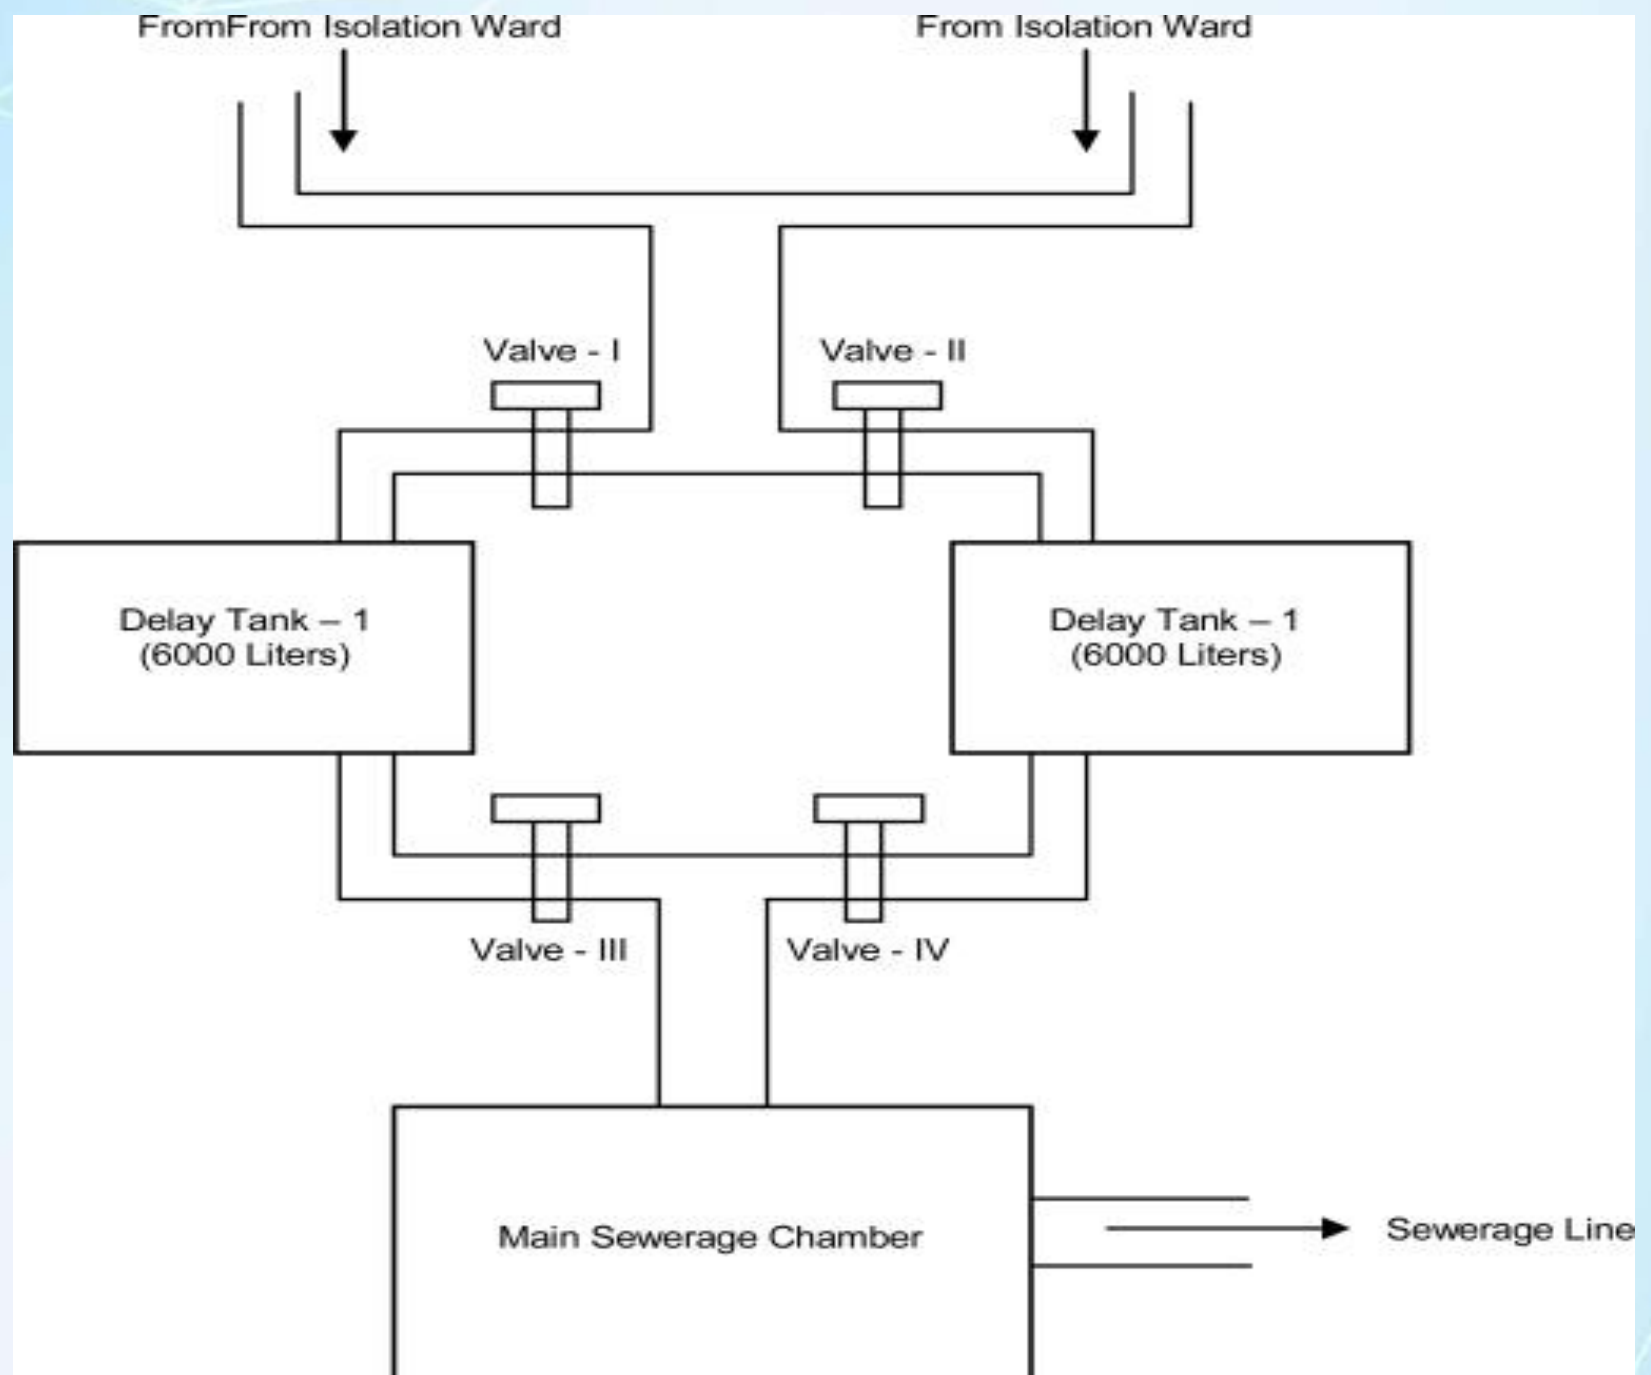 FromFrom Isolation Ward
From Isolation Ward
Valve - I
Valve - II
Delay Tank – 1
(6000 Liters)
Delay Tank – 1
(6000 Liters)
Valve - III
Valve - IV
Main Sewerage Chamber
Sewerage Line